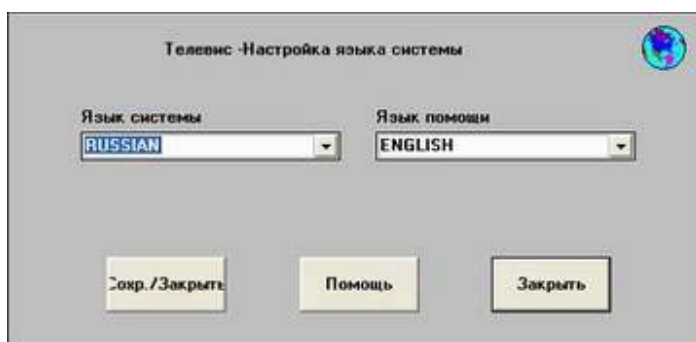 Телевис -Настройка языка системы
Язык системы
Язык помощи
RUSSIAN
ENGLISH
Сохр./Закрыть
Помощь
Закрыть